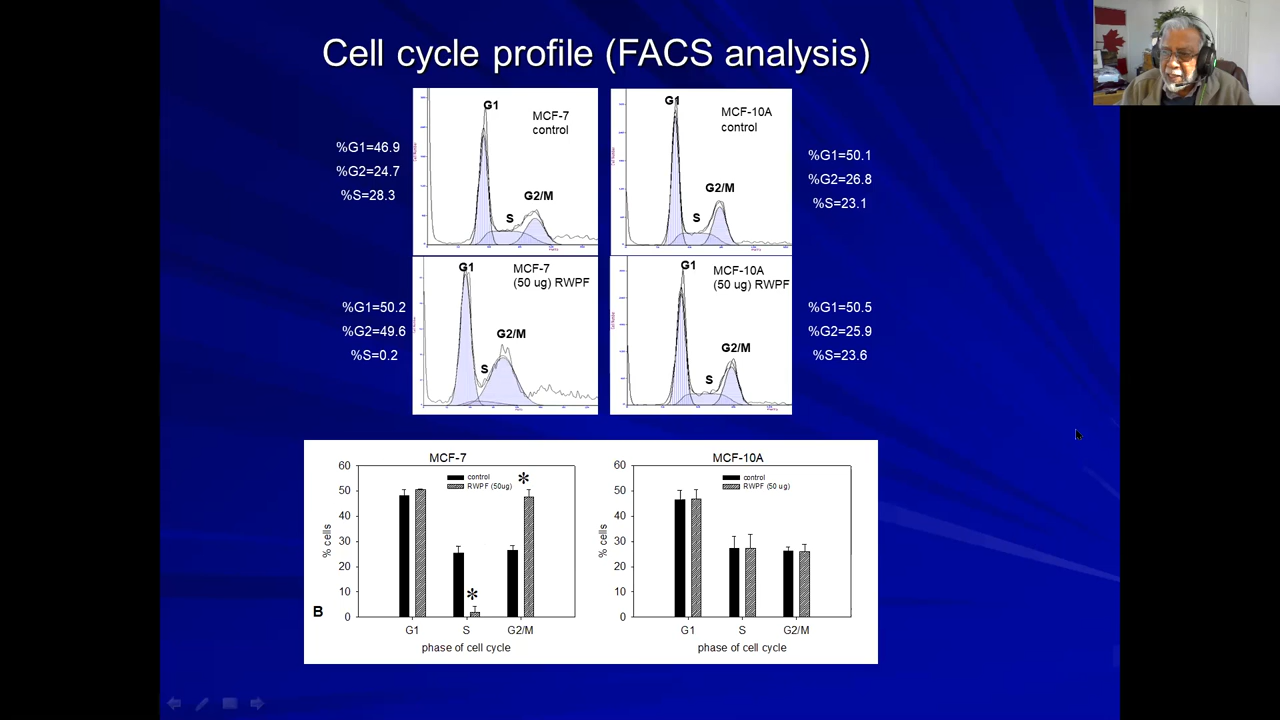 Cell cycle profile (FACS analysis)
%G1=46.9
%G2=24.7
%S=28.3
G1
MCF-7
control
S
G2/M
G1
MCF-10A
control
S
G2/M
%G1=50.1
%G2=26.8
%S=23.1
%G1=50.2
%G2=49.6
%S=0.2
G1
MCF-7
(50 ug) RWPF
S
G2/M
G1
MCF-10A
(50 ug) RWPF
S
G2/M
%G1=50.5
%G2=25.9
%S=23.6
MCF-7
60
50
40
30
20
10
0
% cells
control
RWPF (50ug)
*
*
G1 S G2/M
phase of cell cycle
B
MCF-10A
60
50
40
30
20
10
0
% cells
control
RWPF (50 ug)
G1 S G2/M
phase of cell cycle